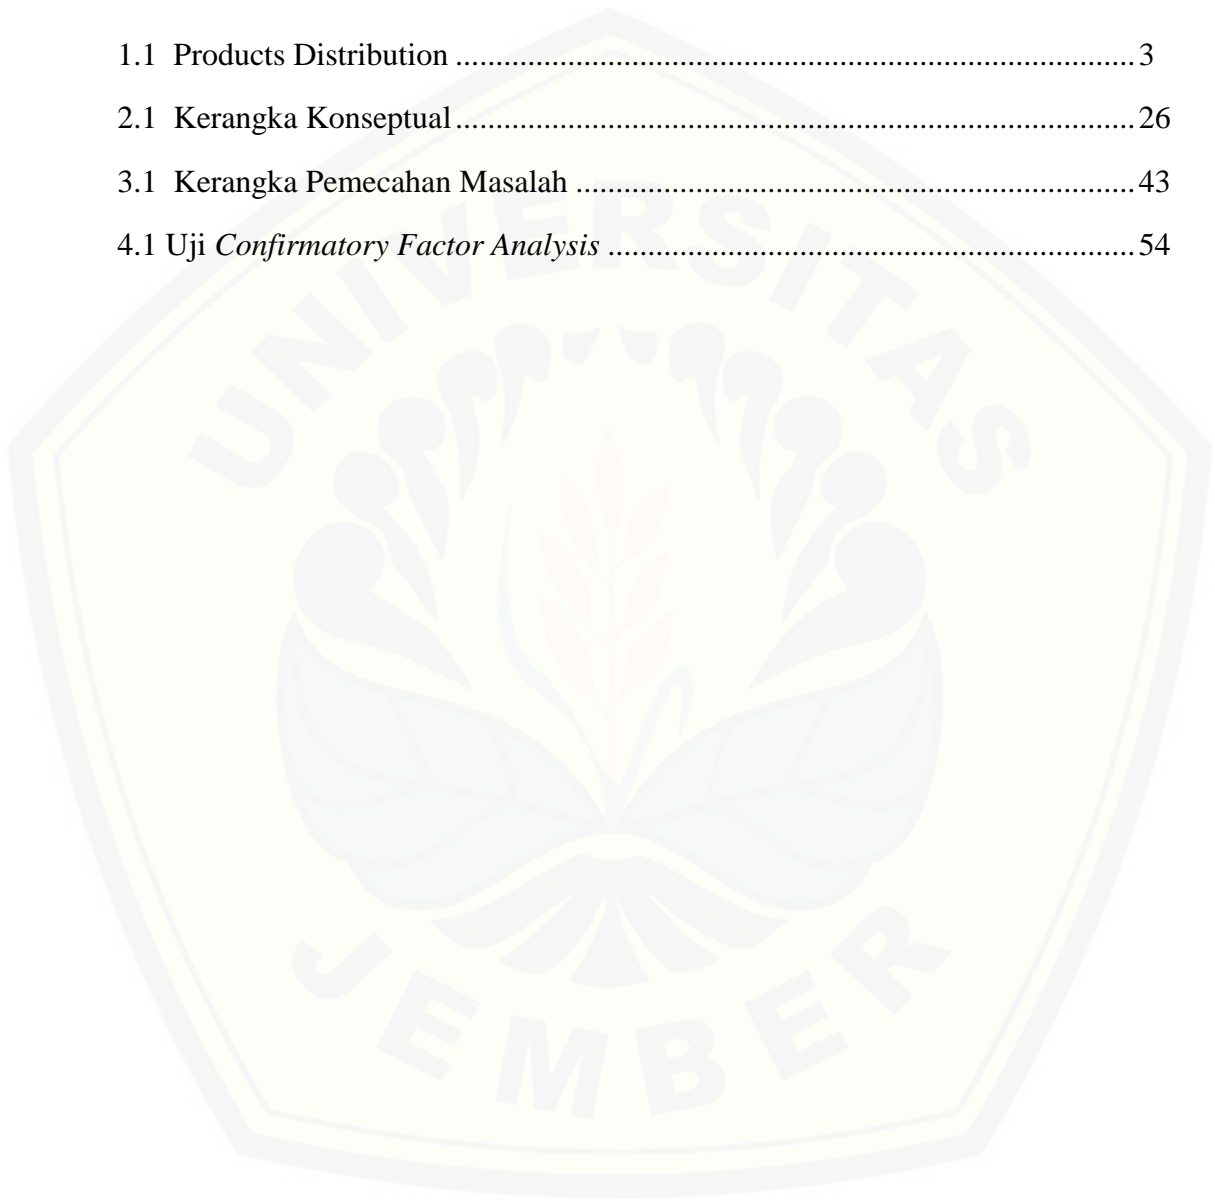 1.1 Products Distribution ..................................................................................... 3
2.1 Kerangka Konseptual ..................................................................................... 26
3.1 Kerangka Pemecahan Masalah ...................................................................... 43
4.1 Uji Confirmatory Factor Analysis .................................................................. 54
UNIVERSITAS
JEMBER